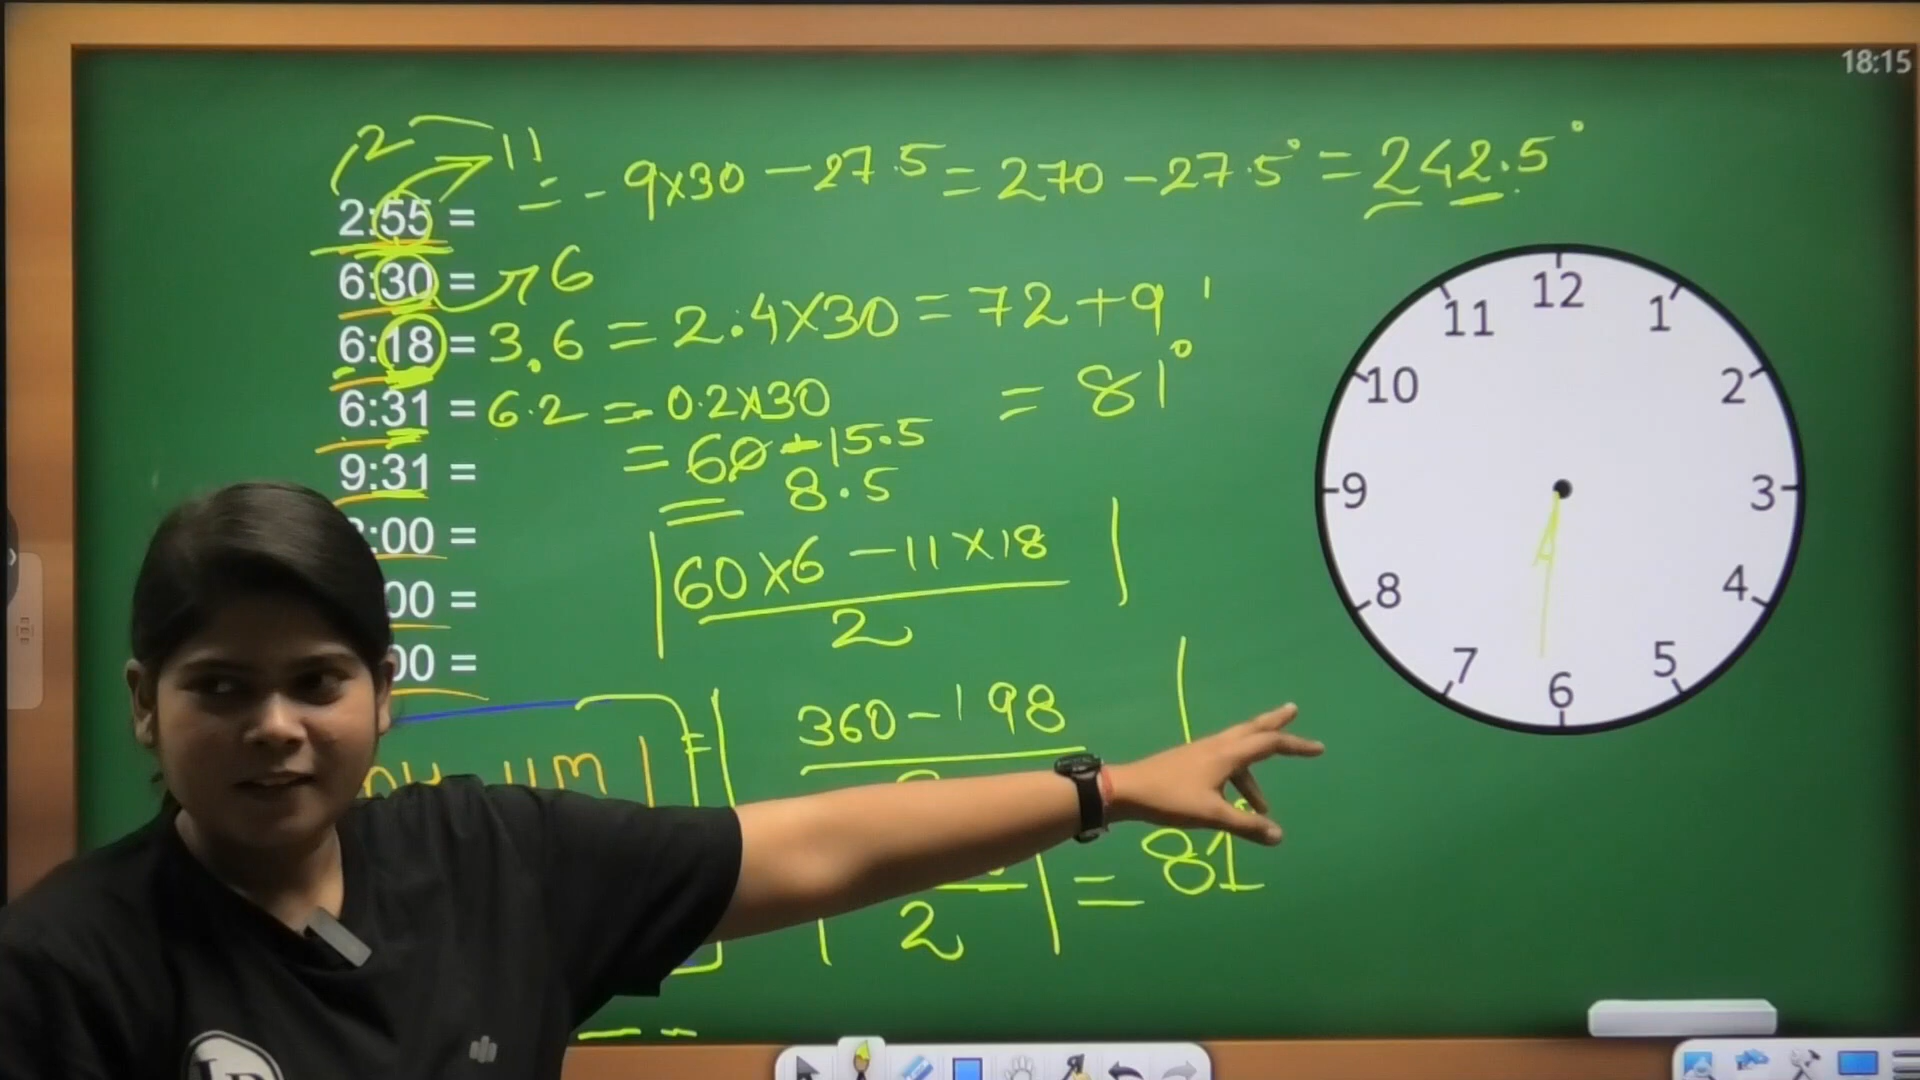 18:15
2 11
2:55 = = - 9x30 - 27.5 = 270 - 27.5° = 242.5°
6:30 = 6
6:18 = 3.6 = 2.4x30 = 72 + 9
= 81°
6:31 = 6.2 = 0.2x30
= 60 + 15.5
8.5
9:31 =
:00 =
00 =
00 =
|60x6 - 11x18|
2
= |360 - 198|
11m|
2
= 81°
12
1
2
3
4
5
6
7
8
9
10
11